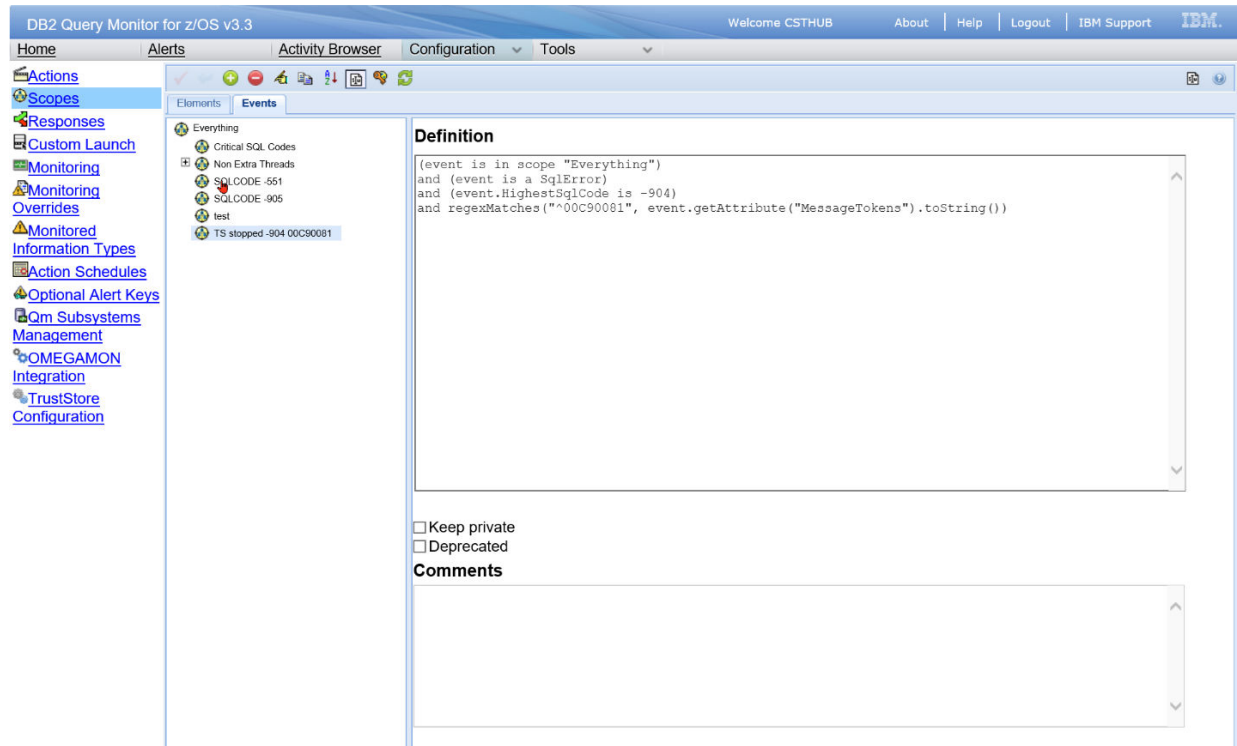 DB2 Query Monitor for z/OS v3.3
Welcome CSTHUB
About
Help
Logout
IBM Support
IBM.
Home
Alerts
Activity Browser
Configuration
Tools
Actions
Scopes
Responses
Custom Launch
Monitoring
Monitoring
Overrides
Monitored
Information Types
Action Schedules
Optional Alert Keys
Qm Subsystems
Management
OMEGAMON
Integration
TrustStore
Configuration
Elements
Events
Everything
Critical SQL Codes
Non Extra Threads
SQLCODE -551
SQLCODE -905
test
TS stopped -904 00C90081
Definition
(event is in scope "Everything")
and (event is a SqlError)
and (event.HighestSqlCode is -904)
and regexMatches("^00C90081", event.getAttribute("MessageTokens").toString())
Keep private
Deprecated
Comments